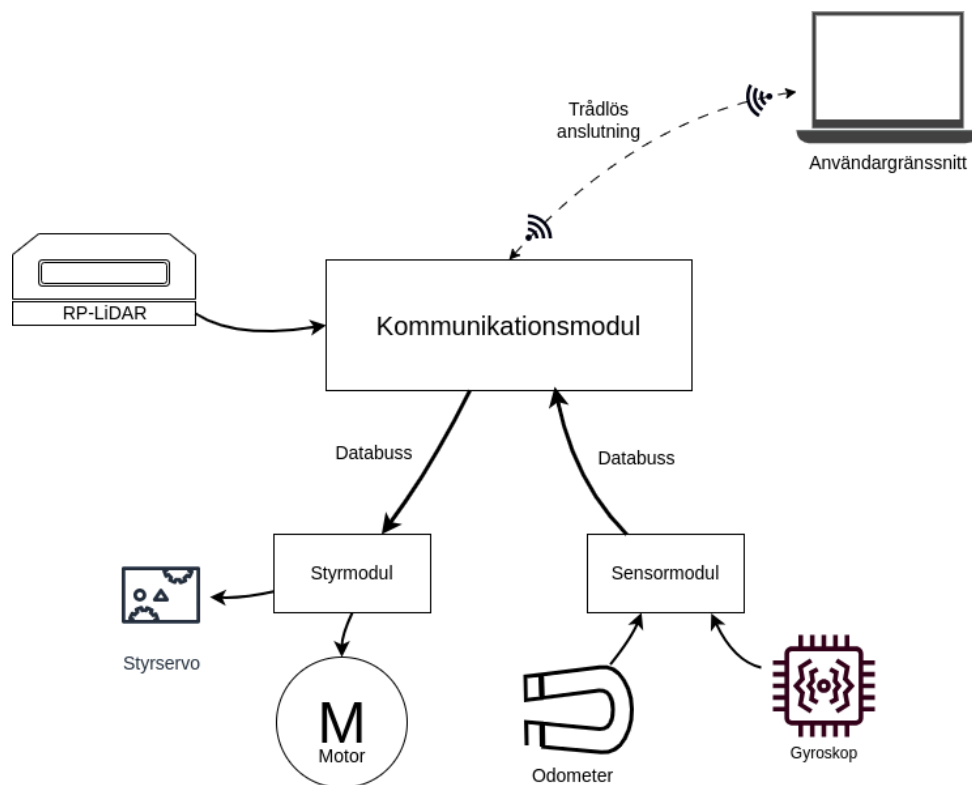 Trådlös
anslutning
Användargränssnitt
RP-LiDAR
Kommunikationsmodul
Databuss
Databuss
Styrmodul
Sensormodul
Styrservo
M
Motor
Odometer
Gyroskop